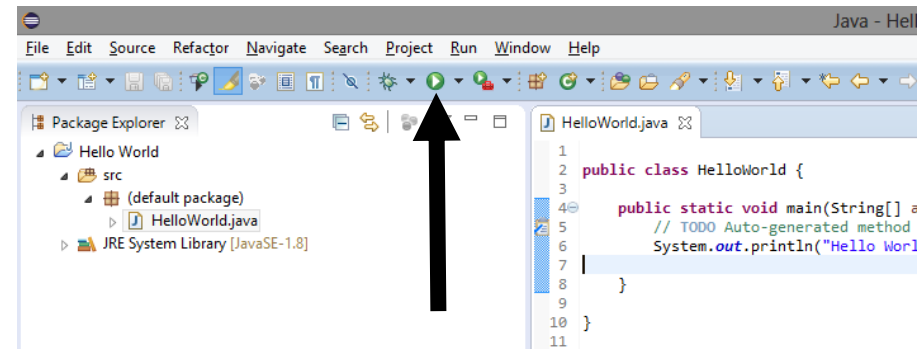 Java - Hell
File Edit Source Refactor Navigate Search Project Run Window Help
Package Explorer
Hello World
src
(default package)
HelloWorld.java
JRE System Library [JavaSE-1.8]
HelloWorld.java
1
2 public class HelloWorld {
3
4 public static void main(String[] a
5 // TODO Auto-generated method
6 System.out.println("Hello Worl
7
8 }
9
10 }
11